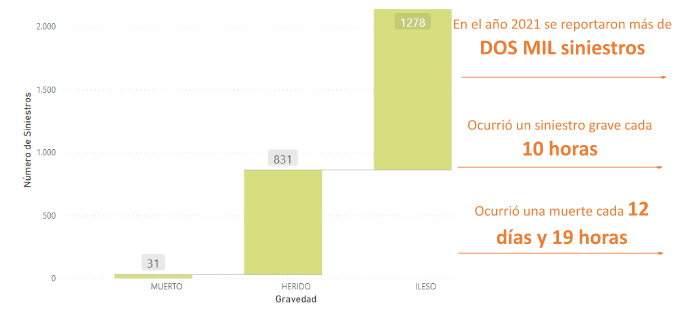 2.000
1.500
1.000
500
0
Número de Siniestros
31
831
1278
MUERTO
HERIDO
ILESO
Gravedad
En el año 2021 se reportaron más de
DOS MIL siniestros
Ocurrió un siniestro grave cada
10 horas
Ocurrió una muerte cada 12
días y 19 horas